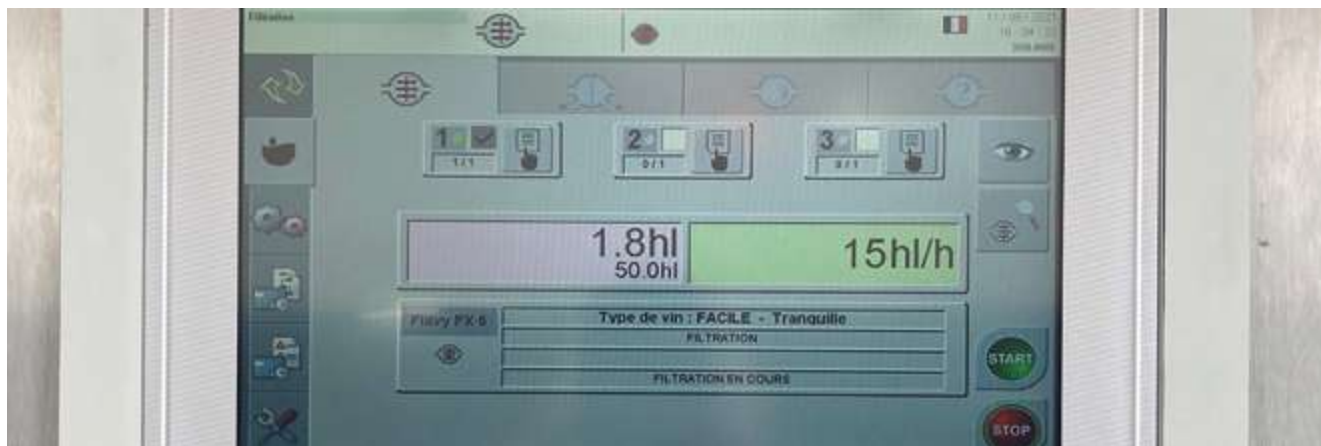 Filtration
1
1/1
2
0/1
3
0/1
1.8hl
50.0hl
15hl/h
Flavy FX 6
Type de vin : FACILE - Tranquille
FILTRATION
FILTRATION EN COURS
START
STOP